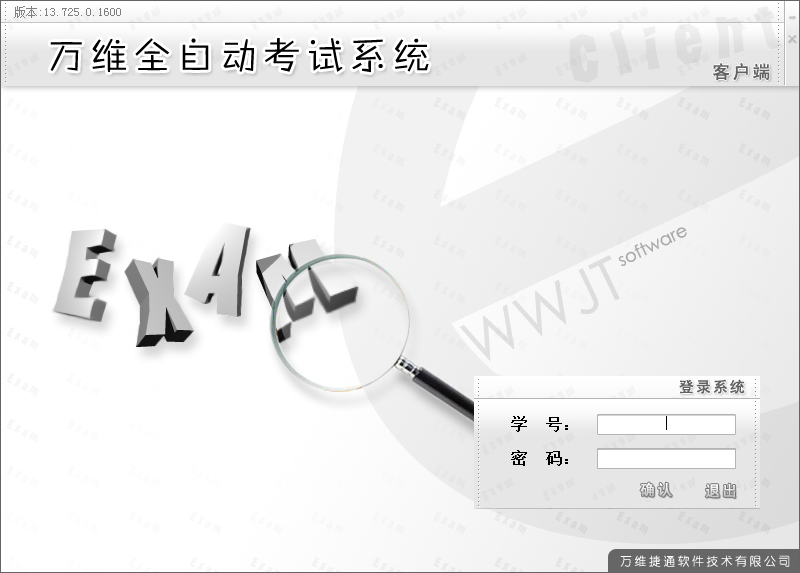 版本:13.725.0.1600
万维全自动考试系统
Client
客户端
EXAM
WWJT software
登录系统
学 号：
密 码：
确认 退出
万维捷通软件技术有限公司